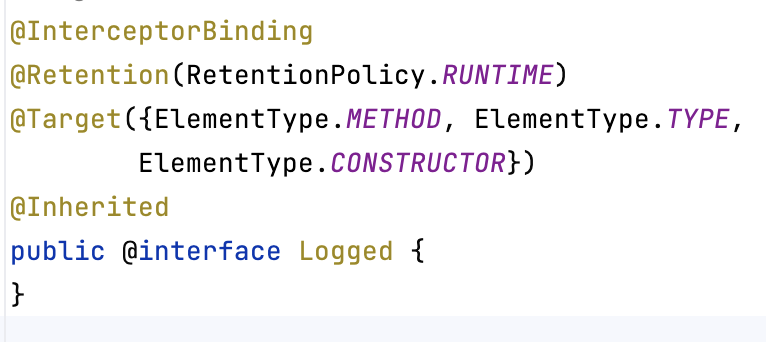 @InterceptorBinding
@Retention(RetentionPolicy.RUNTIME)
@Target({ElementType.METHOD, ElementType.TYPE,
ElementType.CONSTRUCTOR})
@Inherited
public @interface Logged {
}